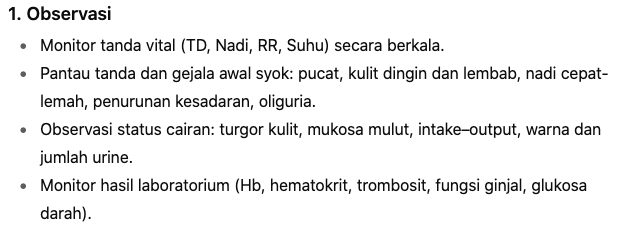 1. Observasi
• Monitor tanda vital (TD, Nadi, RR, Suhu) secara berkala.
• Pantau tanda dan gejala awal syok: pucat, kulit dingin dan lembab, nadi cepat-
lemah, penurunan kesadaran, oliguria.
• Observasi status cairan: turgor kulit, mukosa mulut, intake–output, warna dan
jumlah urine.
• Monitor hasil laboratorium (Hb, hematokrit, trombosit, fungsi ginjal, glukosa
darah).